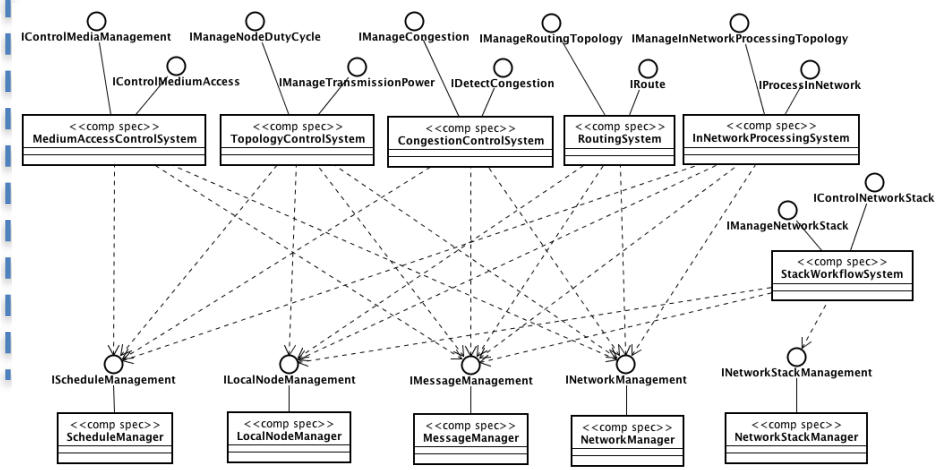 IControlMediaManagement
IManageNodeDutyCycle
IManageCongestion
IManageRoutingTopology
IManageInNetworkProcessingTopology
IControlMediumAccess
IManageTransmissionPower
IDetectCongestion
IRoute
IProcessInNetwork
<<comp spec>>
MediumAccessControlSystem
<<comp spec>>
TopologyControlSystem
<<comp spec>>
CongestionControlSystem
<<comp spec>>
RoutingSystem
<<comp spec>>
InNetworkProcessingSystem
IControlNetworkStack
IManageNetworkStack
<<comp spec>>
StackWorkflowSystem
IScheduleManagement
ILocalNodeManagement
IMessageManagement
INetworkManagement
INetworkStackManagement
<<comp spec>>
ScheduleManager
<<comp spec>>
LocalNodeManager
<<comp spec>>
MessageManager
<<comp spec>>
NetworkManager
<<comp spec>>
NetworkStackManager